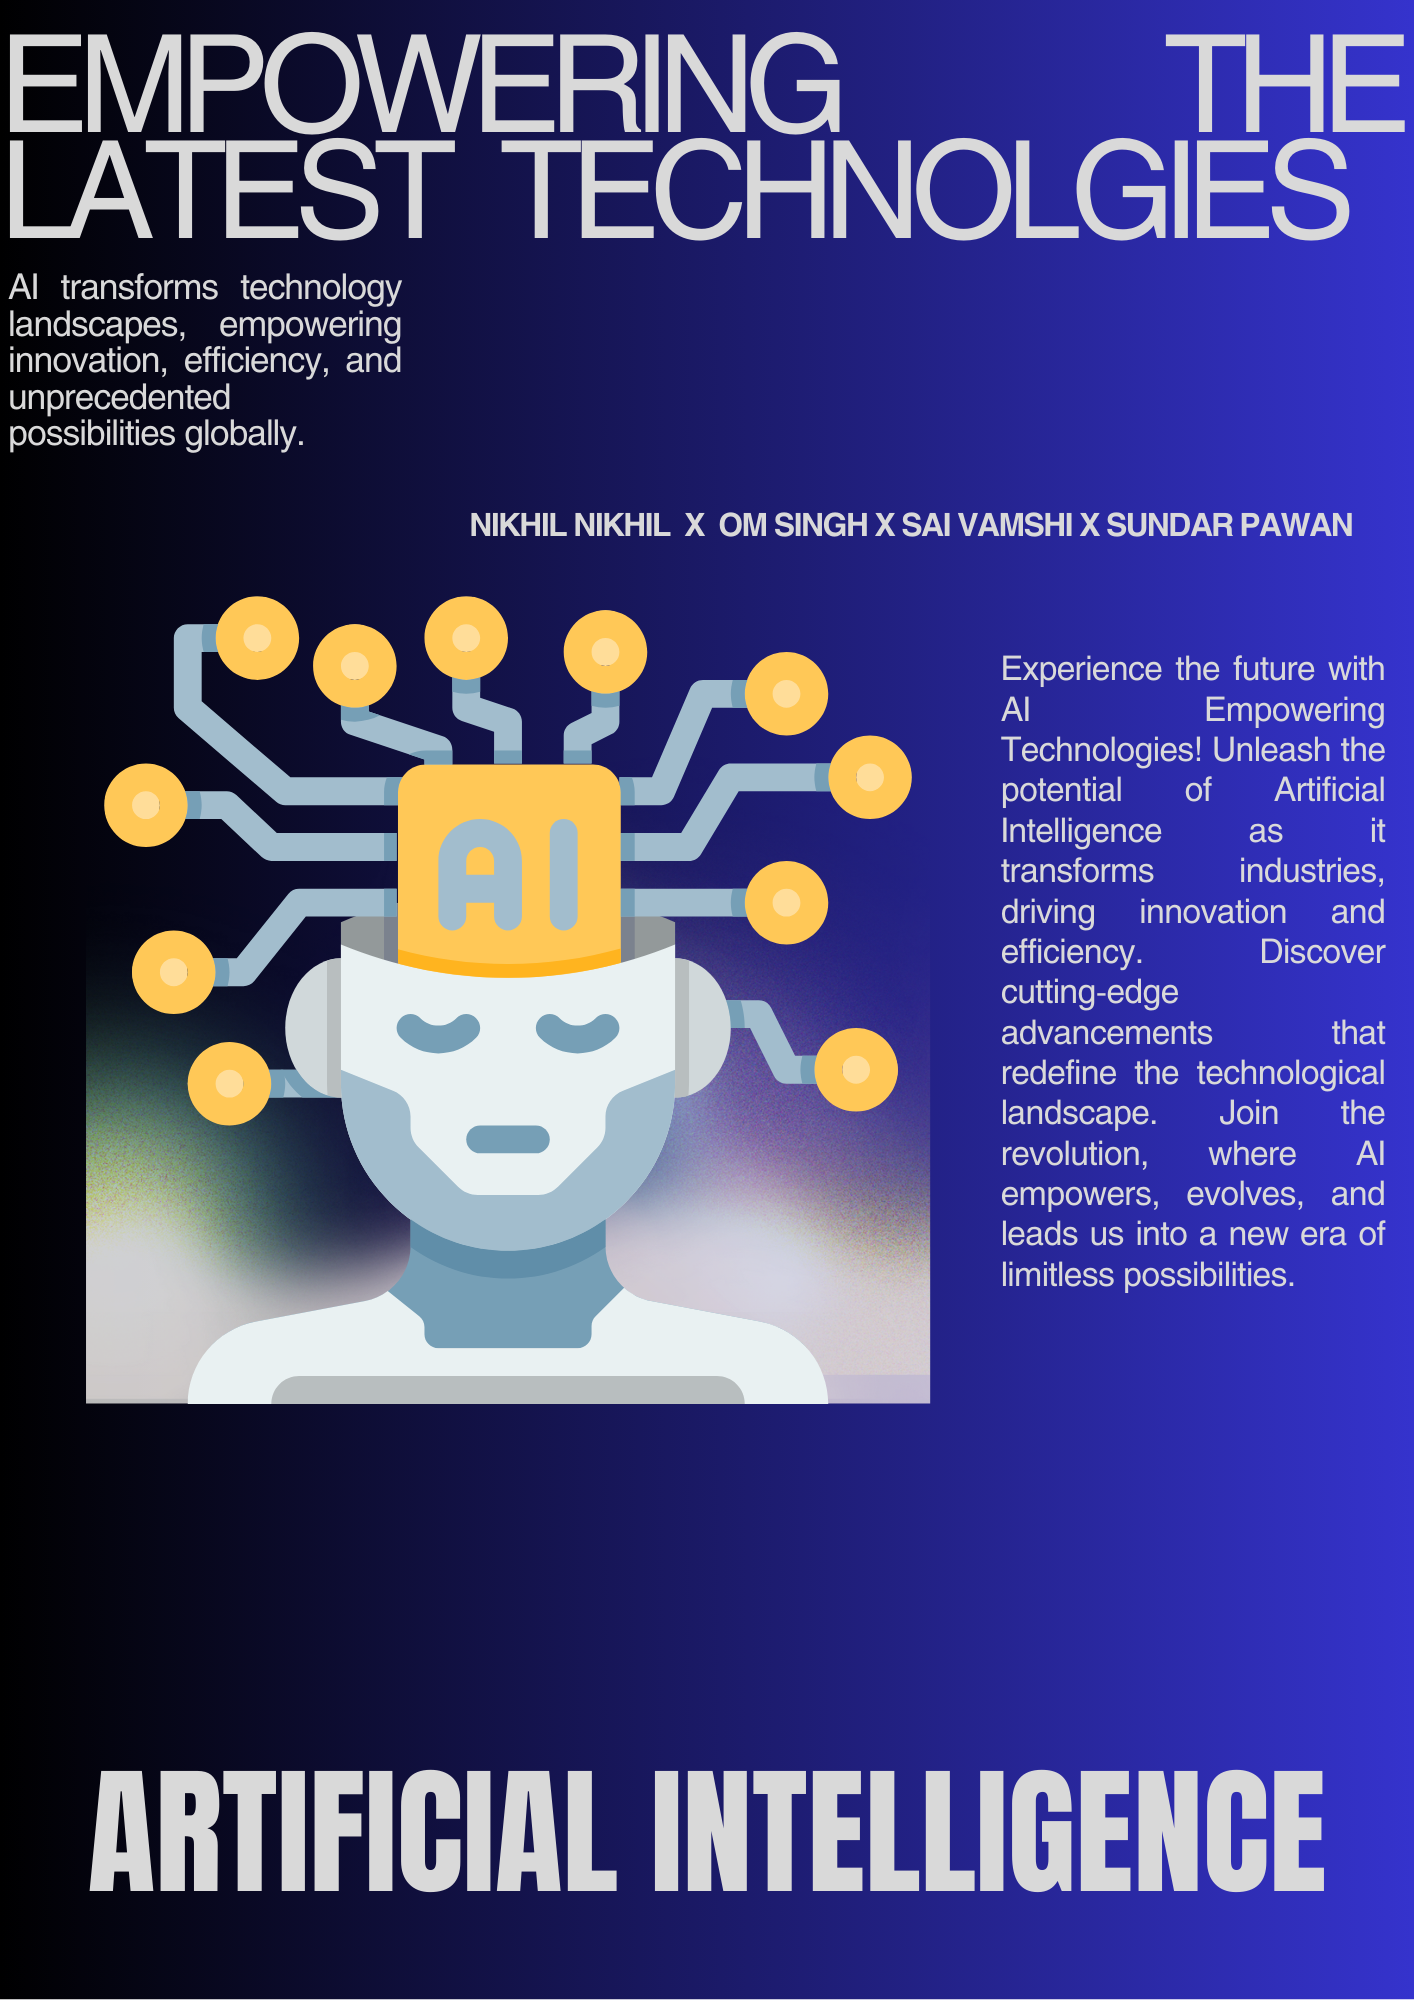 EMPOWERING THE
LATEST TECHNOLGIES
AI transforms technology
landscapes, empowering
innovation, efficiency, and
unprecedented
possibilities globally.
NIKHIL NIKHIL X OM SINGH X SAI VAMSHI X SUNDAR PAWAN
AI
Experience the future with
AI Empowering
Technologies! Unleash the
potential of Artificial
Intelligence as it
transforms industries,
driving innovation and
efficiency. Discover
cutting-edge
advancements that
redefine the technological
landscape. Join the
revolution, where AI
empowers, evolves, and
leads us into a new era of
limitless possibilities.
ARTIFICIAL INTELLIGENCE